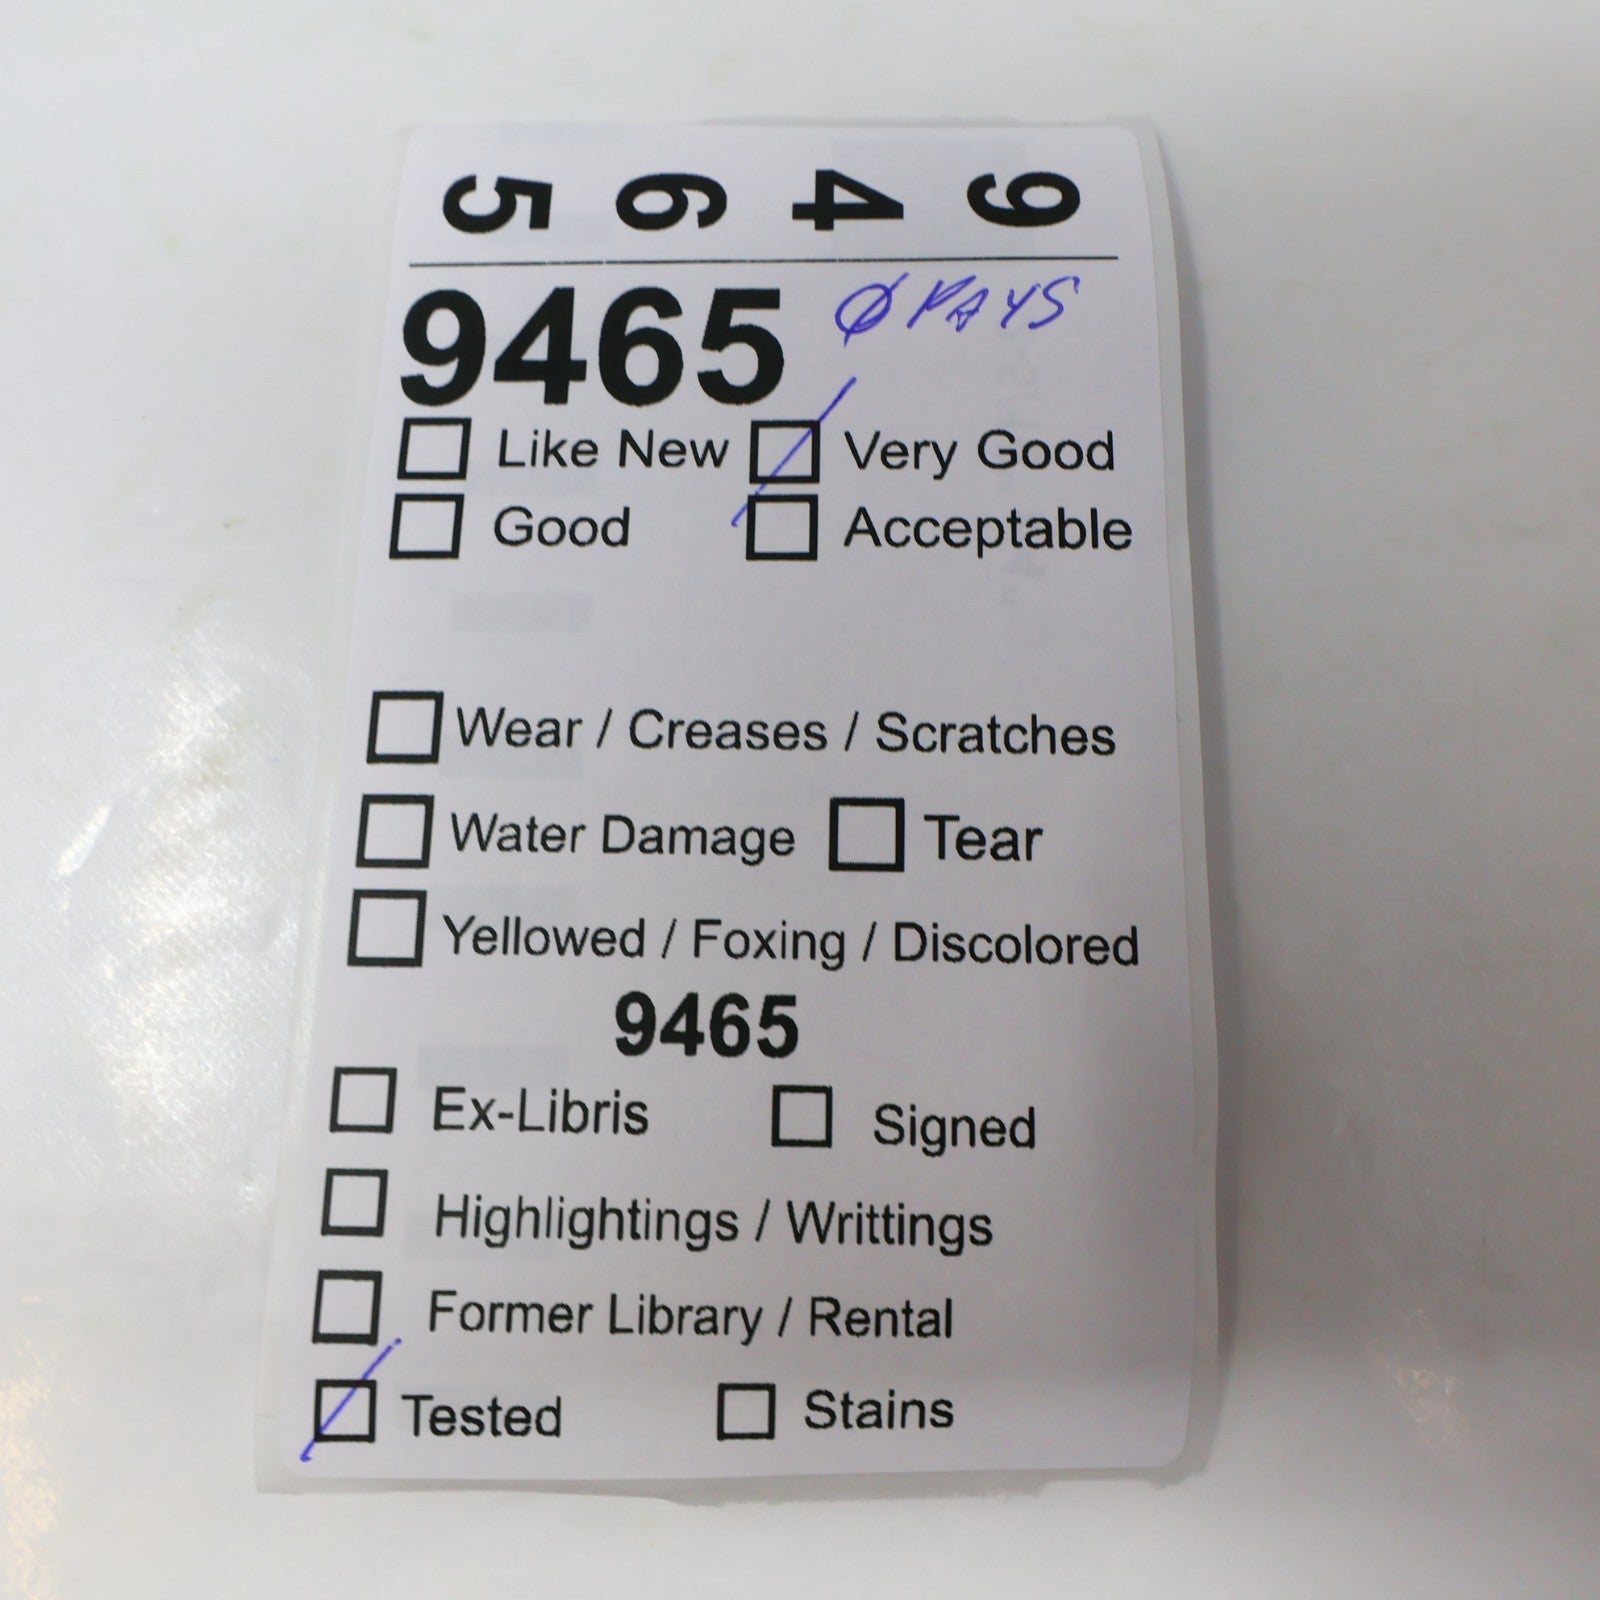 9 4 6 5
9465 Ø PAYS
Like New Very Good
Good Acceptable
Wear / Creases / Scratches
Water Damage Tear
Yellowed / Foxing / Discolored
9465
Ex-Libris Signed
Highlightings / Writtings
Former Library / Rental
Tested Stains